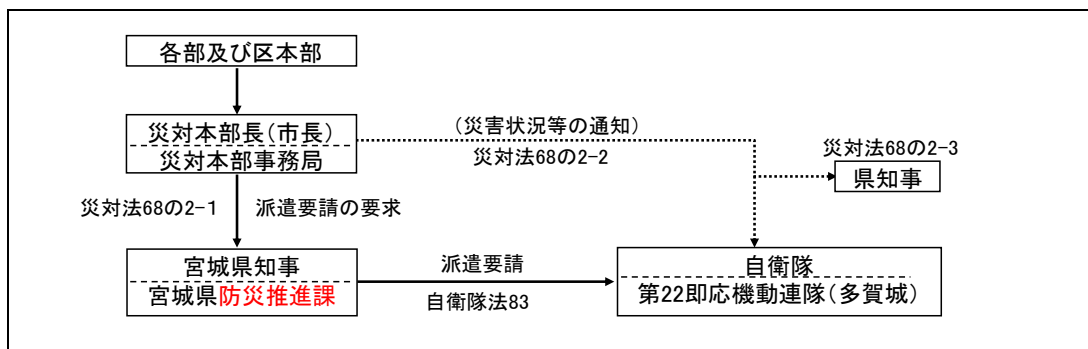 各部及び区本部
災対本部長(市長)
災対本部事務局
(災害状況等の通知)
災対法68の2-2
災対法68の2-3
県知事
災対法68の2-1
派遣要請の要求
宮城県知事
宮城県防災推進課
派遣要請
自衛隊法83
自衛隊
第22即応機動連隊(多賀城)